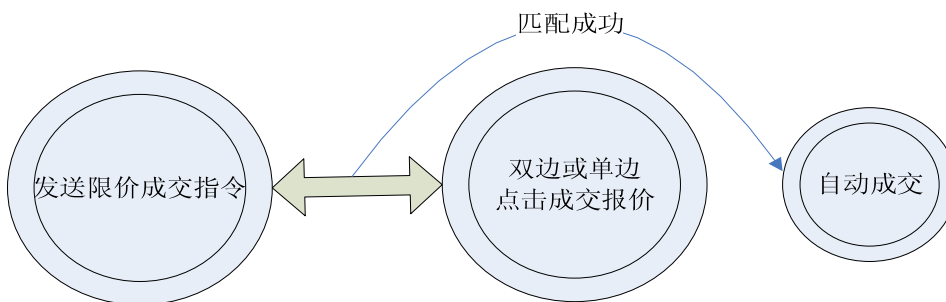 匹配成功
发送限价成交指令
双边或单边
点击成交报价
自动成交